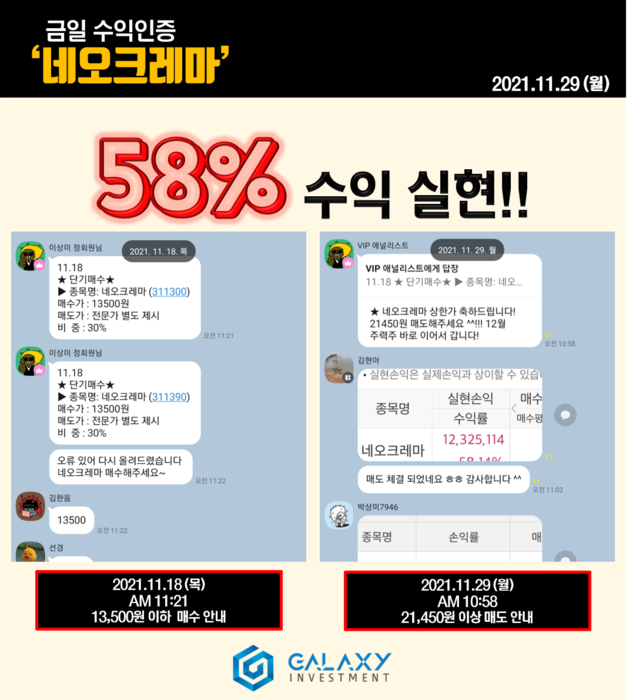 금일 수익인증
‘네오크레마’
2021.11.29 (월)
58% 수익 실현!!
이상미 정회원님
2021. 11. 18. 목
11.18
★ 단기매수★
▶ 종목명: 네오크레마 (311300)
매수가 : 13500원
매도가 : 전문가 별도 제시
비 중 : 30%
오전 11:21
이상미 정회원님
11.18
★ 단기매수★
▶ 종목명: 네오크레마 (311390)
매수가 : 13500원
매도가 : 전문가 별도 제시
비 중 : 30%
오류 있어 다시 올려드렸습니다
네오크레마 매수해주세요~
오전 11:22
김한음
13500
오전 11:22
선경
VIP 애널리스트
2021. 11. 29. 월
VIP 애널리스트에게 답장
11.18 ★ 단기매수★ ▶ 종목명: 네오...
★ 네오크레마 상한가 축하드립니다!
21450원 매도해주세요 ^^!!! 12월
주력주 바로 이어서 갑니다!
11
오전 10:58
김현아
• 실현손익은 실제손익과 상이할 수 있습니
종목명
실현손익
매수
수익률
매수평
네오크레마
12,325,114
58.14%
11
매도 체결 되었네요 ㅎㅎ 감사합니다 ^^
11
오전 11:02
박상미7946
종목명
손익률
매
2021.11.18 (목)
AM 11:21
13,500원 이하 매수 안내
2021.11.29 (월)
AM 10:58
21,450원 이상 매도 안내
GALAXY
INVESTMENT